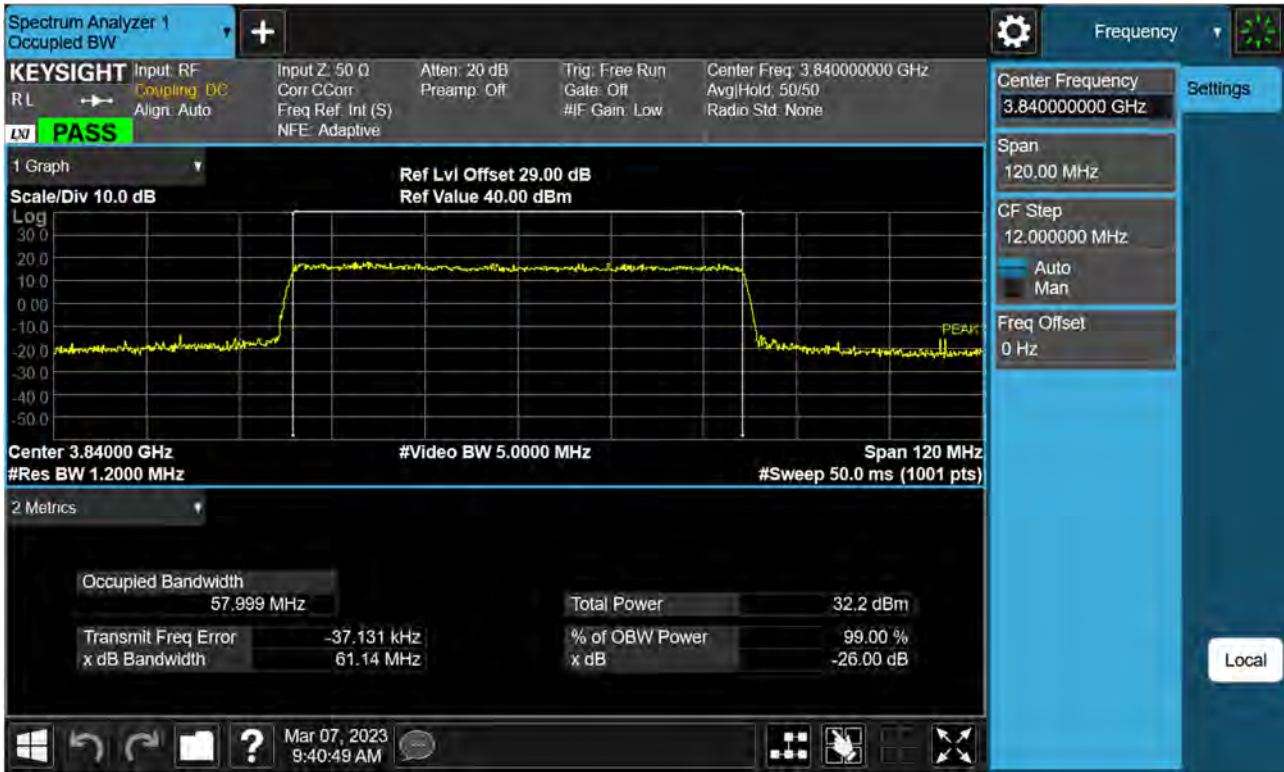 Spectrum Analyzer 1
Occupied BW
+
Frequency
KEYSIGHT
R L
LXI
PASS
Input: RF
Coupling: DC
Align: Auto
Input Z: 50 Ω
Corr CCorr
Freq Ref: Int (S)
NFE: Adaptive
Atten: 20 dB
Preamp: Off
Trig: Free Run
Gate: Off
#IF Gain: Low
Center Freq: 3.840000000 GHz
Avg|Hold: 50/50
Radio Std: None
Center Frequency
3.840000000 GHz
Settings
Span
120.00 MHz
CF Step
12.000000 MHz
Auto
Man
Freq Offset
0 Hz
Local
1 Graph
Scale/Div 10.0 dB
Ref Lvl Offset 29.00 dB
Ref Value 40.00 dBm
Log
30.0
20.0
10.0
0.00
-10.0
-20.0
-30.0
-40.0
-50.0
PEAK
Center 3.84000 GHz
#Video BW 5.0000 MHz
Span 120 MHz
#Res BW 1.2000 MHz
#Sweep 50.0 ms (1001 pts)
2 Metrics
Occupied Bandwidth
57.999 MHz
Total Power 32.2 dBm
Transmit Freq Error -37.131 kHz
% of OBW Power 99.00 %
x dB Bandwidth 61.14 MHz
x dB -26.00 dB
?
Mar 07, 2023
9:40:49 AM